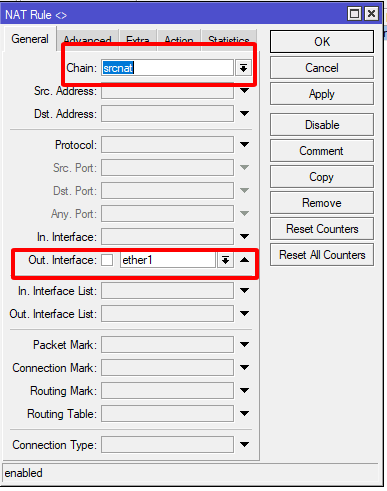 NAT Rule <>
General Advanced Extra Action Statistics
OK
Chain: srcnat
Cancel
Src. Address:
Apply
Dst. Address:
Disable
Protocol:
Comment
Src. Port:
Copy
Dst. Port:
Any. Port:
Remove
In. Interface:
Reset Counters
Out. Interface: ether1
Reset All Counters
In. Interface List:
Out. Interface List:
Packet Mark:
Connection Mark:
Routing Mark:
Routing Table:
Connection Type:
enabled